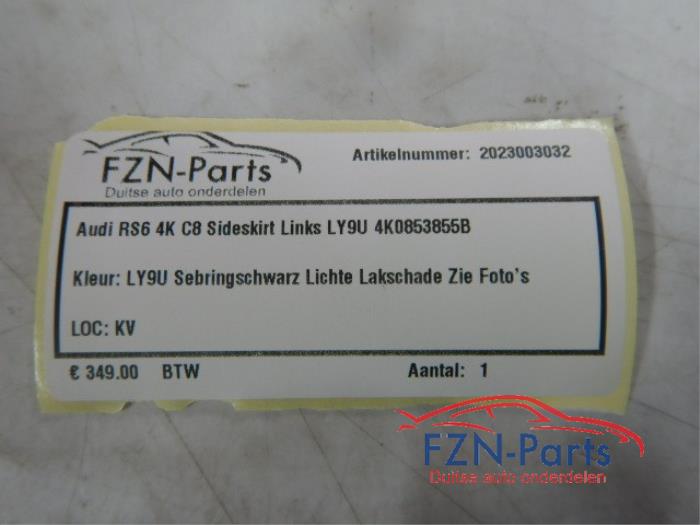 FZN-Parts
Duitse auto onderdelen
Artikelnummer: 2023003032
Audi RS6 4K C8 Sideskirt Links LY9U 4K0853855B
Kleur: LY9U Sebringschwarz Lichte Lakschade Zie Foto's
LOC: KV
€ 349.00 BTW Aantal: 1
FZN-Parts
Duitse auto onderdelen